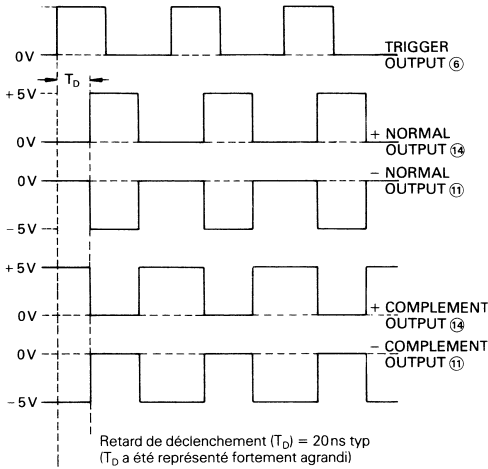 0V
TRIGGER
OUTPUT ⑥
T_D
+5V
0V
+ NORMAL
OUTPUT ⑭
0V
− NORMAL
OUTPUT ⑪
−5V
+5V
0V
+ COMPLEMENT
OUTPUT ⑭
0V
− COMPLEMENT
OUTPUT ⑪
−5V
Retard de déclenchement (T_D) = 20ns typ
(T_D a été représenté fortement agrandi)